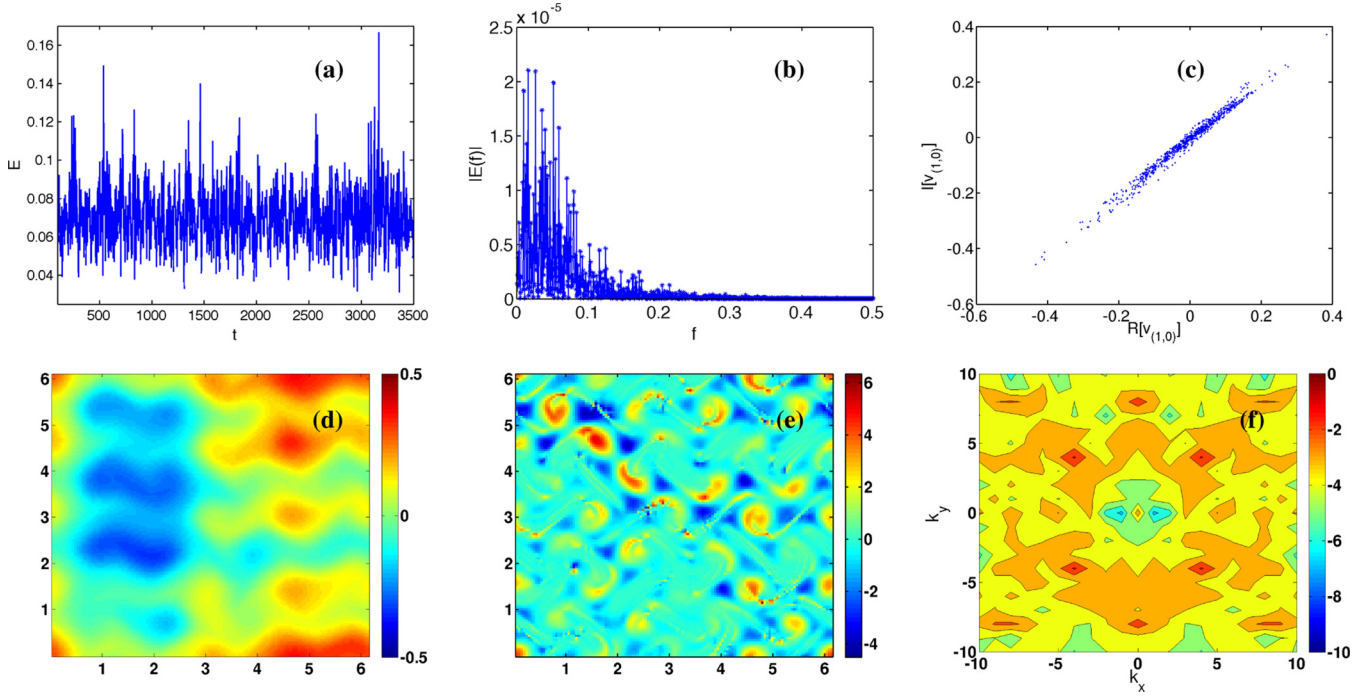 (a)
0.16
0.14
0.12
0.1
0.08
0.06
0.04
E
500 1000 1500 2000 2500 3000 3500
t
x 10^-5
(b)
2.5
2
1.5
1
0.5
0
|E(f)|
0 0.1 0.2 0.3 0.4 0.5
f
(c)
0.4
0.2
0
-0.2
-0.4
-0.6
I[v(1,0)]
-0.6 -0.4 -0.2 0 0.2 0.4
R[v(1,0)]
(d)
6
5
4
3
2
1
1 2 3 4 5 6
0.5
0
-0.5
(e)
6
5
4
3
2
1
1 2 3 4 5 6
6
4
2
0
-2
-4
(f)
10
5
0
-5
-10
k_y
-10 -5 0 5 10
k_x
0
-2
-4
-6
-8
-10